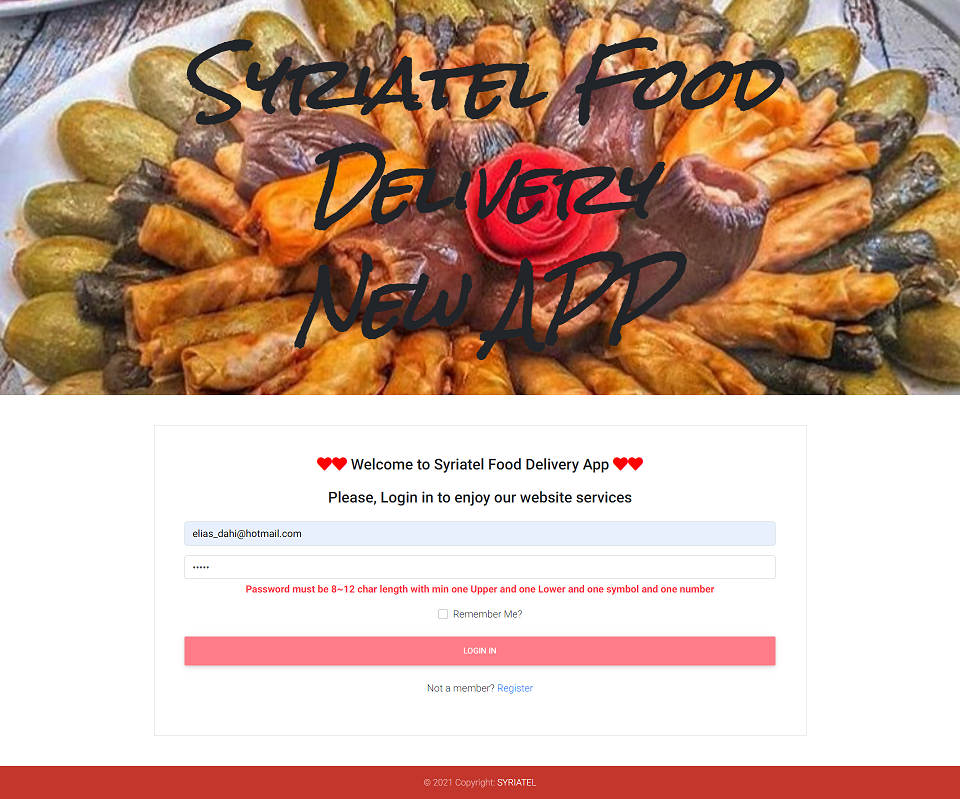 Syriatel Food
Delivery
New APP
Welcome to Syriatel Food Delivery App
Please, Login in to enjoy our website services
elias_dahi@hotmail.com
•••••
Password must be 8~12 char length with min one Upper and one Lower and one symbol and one number
Remember Me?
LOGIN IN
Not a member? Register
© 2021 Copyright: SYRIATEL